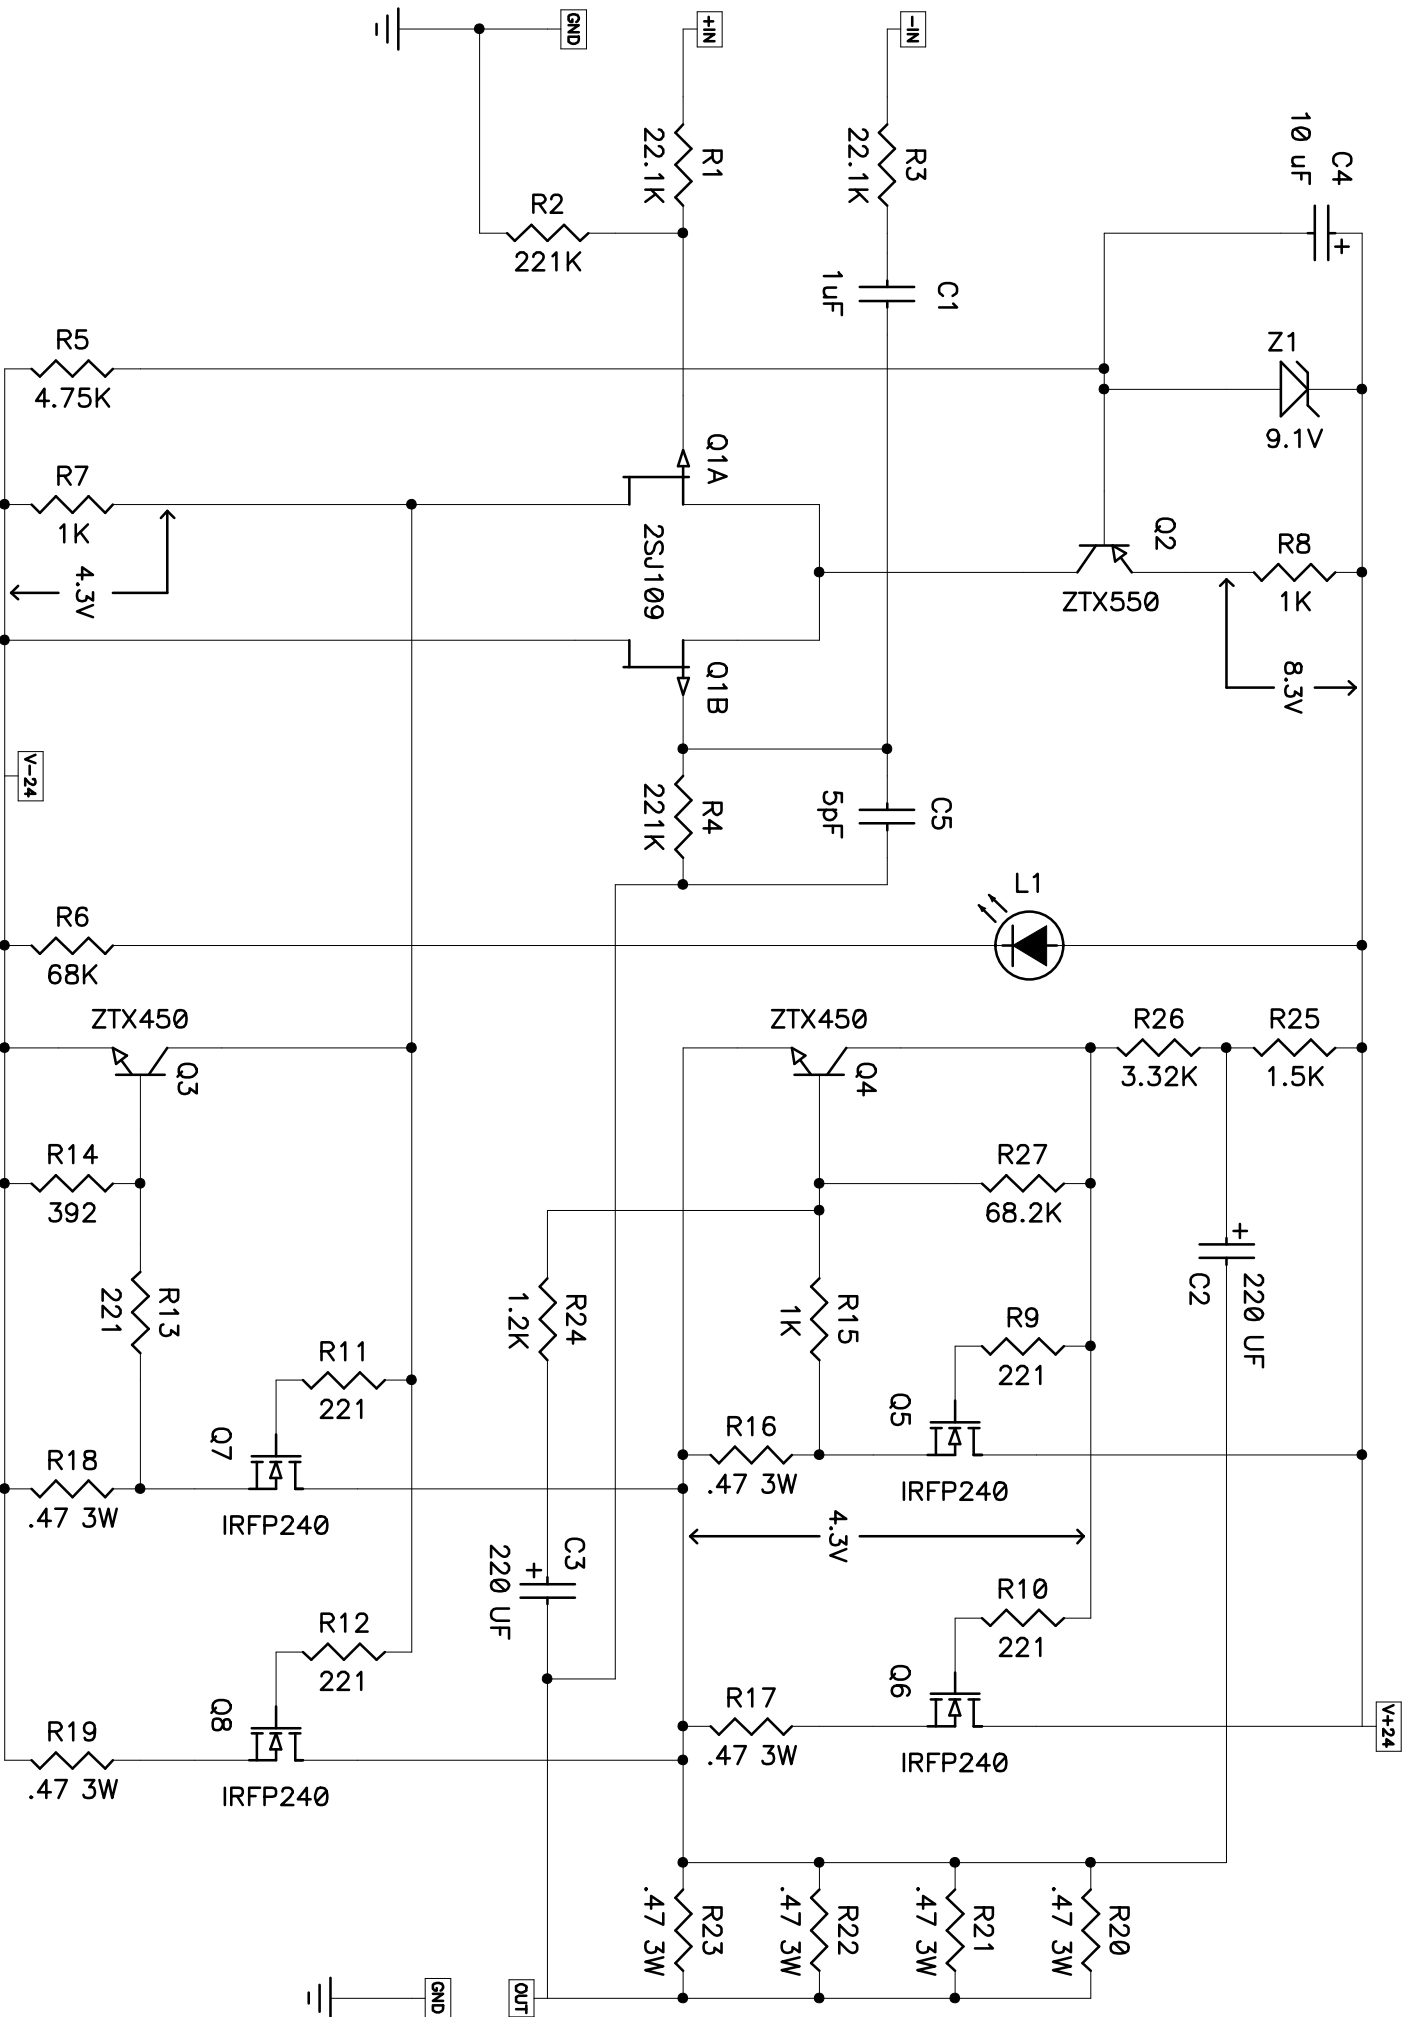 GND
+IN
-IN
R1
22.1K
R3
22.1K
C4
10 uF
R2
221K
C1
1uF
R5
4.75K
Z1
9.1V
R7
1K
4.3V
Q1A
2SJ109
Q1B
Q2
ZTX550
R8
1K
8.3V
V-24
R4
221K
C5
5pF
L1
R6
68K
ZTX450
Q3
ZTX450
Q4
R26
3.32K
R25
1.5K
R14
392
R27
68.2K
R13
221
R24
1.2K
R15
1K
R9
221
220 UF
+
C2
R11
221
Q7
IRFP240
R18
.47 3W
R16
.47 3W
Q5
IRFP240
4.3V
C3
+
220 UF
R10
221
R12
221
Q8
IRFP240
R19
.47 3W
R17
.47 3W
Q6
IRFP240
V+24
R23
.47 3W
R22
.47 3W
R21
.47 3W
R20
.47 3W
GND
OUT
+